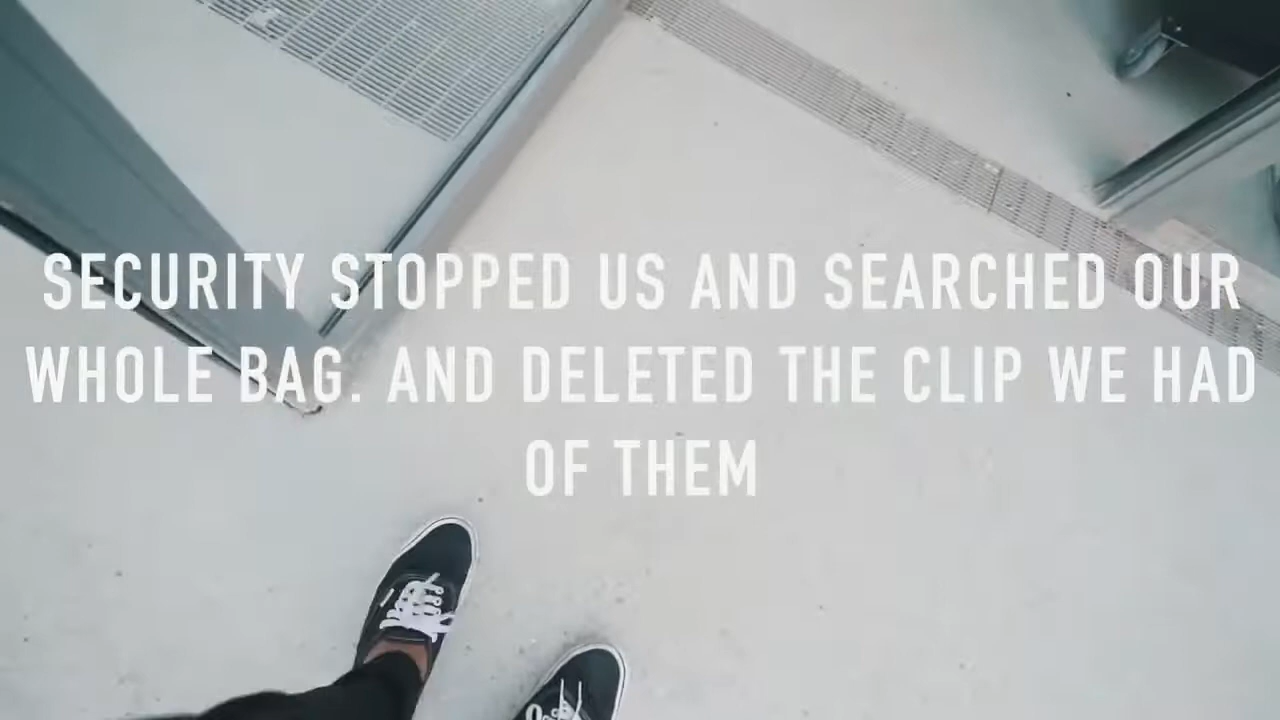 SECURITY STOPPED US AND SEARCHED OUR
WHOLE BAG. AND DELETED THE CLIP WE HAD
OF THEM